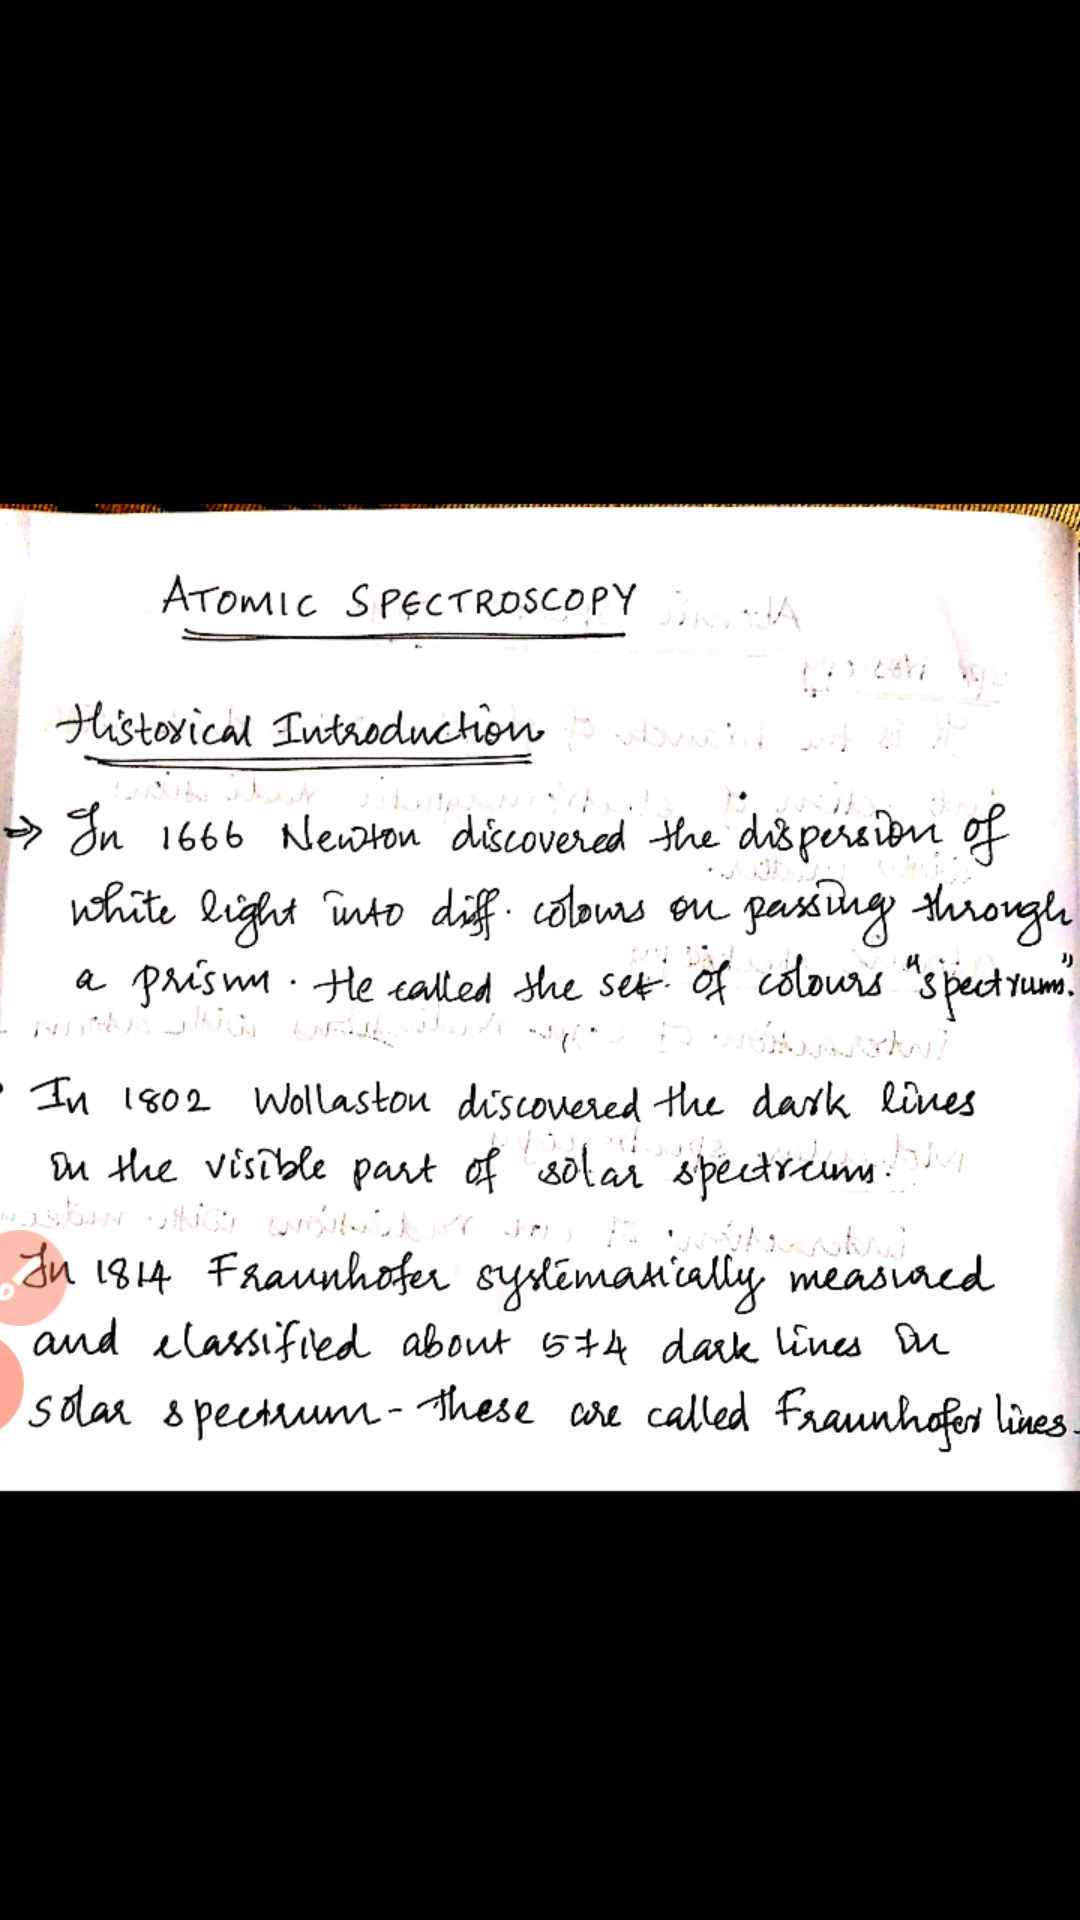 ATOMIC SPECTROSCOPY
Historical Introduction
⇒ In 1666 Newton discovered the dispersion of
white light into diff. colours on passing through
a prism. He called the set of colours "spectrum".
In 1802 Wollaston discovered the dark lines
in the visible part of solar spectrum.
In 1814 Fraunhofer systematically measured
and classified about 574 dark lines in
solar spectrum - these are called Fraunhofer lines.